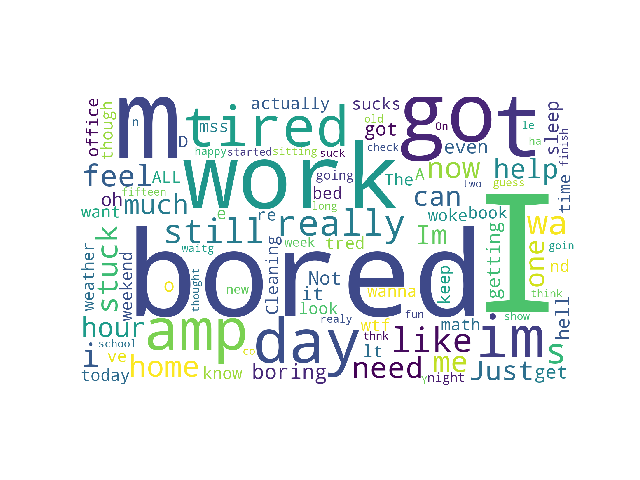 office
though
n
m
D
mss
actually
sucks
got
old
On
got
t
le
na
sleep
finish
time
tired
happy
started
sitting
suck
check
even
feel
ALL
oh
work
going
bed
long
The
A
now
help
two
guess
want
much
fifteen
e
re
can
woke
book
I
wa
stuck
still
really
week
tred
Im
getting
one
goin
nd
weather
weekend
waitg
bored
Cleaning
Not
it
look
wanna
keep
me
think
hell
o
thought
new
realy
fun
math
show
hour
amp
day
wtf
like
im
s
i
ve
school
home
co
thnk
lt
today
know
boring
need
y
night
Just
get